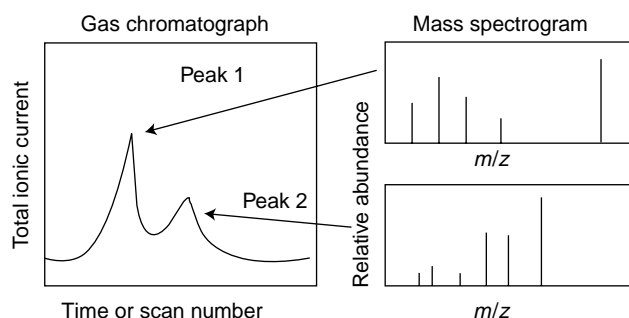 Gas chromatograph
Total ionic current
Peak 1
Peak 2
Time or scan number
Mass spectrogram
Relative abundance
m/z
m/z